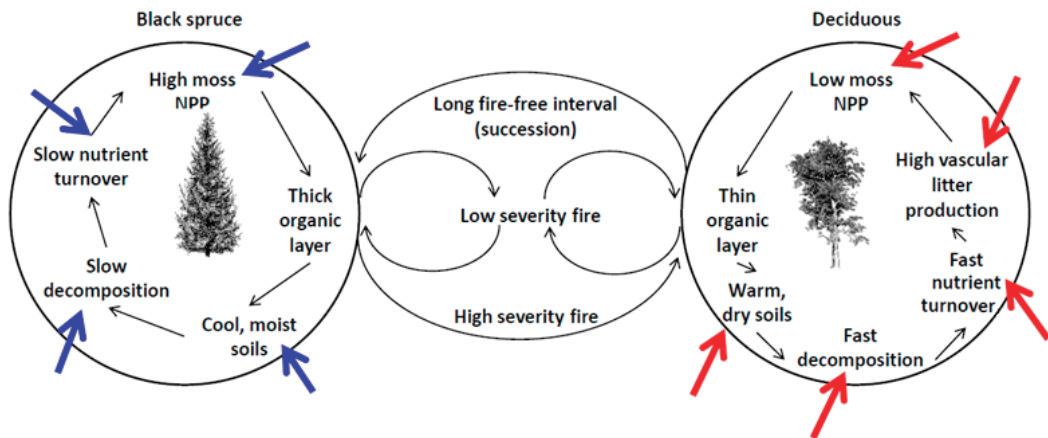 Black spruce
High moss
NPP
Slow nutrient
turnover
Thick
organic
layer
Slow
decomposition
Cool, moist
soils
Long fire-free interval
(succession)
Low severity fire
High severity fire
Deciduous
Low moss
NPP
High vascular
litter
production
Thin
organic
layer
Fast
nutrient
turnover
Warm,
dry soils
Fast
decomposition